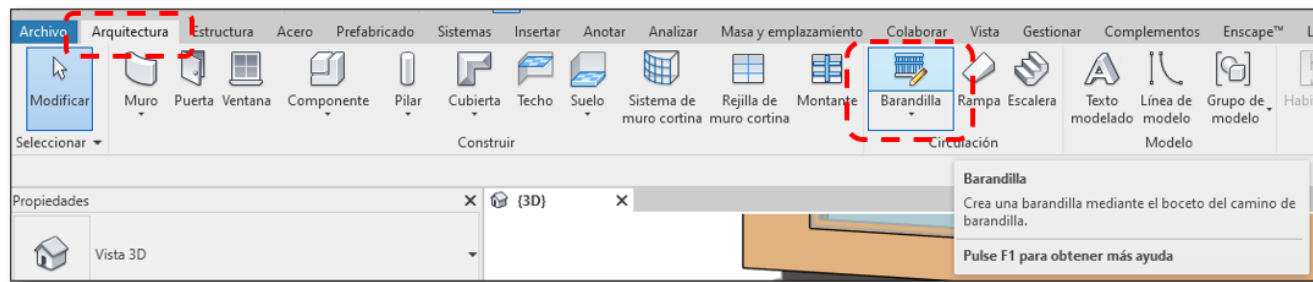 Archivo Arquitectura Estructura Acero Prefabricado Sistemas Insertar Anotar Analizar Masa y emplazamiento Colaborar Vista Gestionar Complementos Enscape™ L
Modificar Muro Puerta Ventana Componente Pilar Cubierta Techo Suelo Sistema de muro cortina Rejilla de muro cortina Montante Barandilla Rampa Escalera Texto modelado Línea de modelo Grupo de modelo Habi
Seleccionar Construir Circulación Modelo
Barandilla
Crea una barandilla mediante el boceto del camino de
barandilla.
Pulse F1 para obtener más ayuda
Propiedades {3D}
Vista 3D